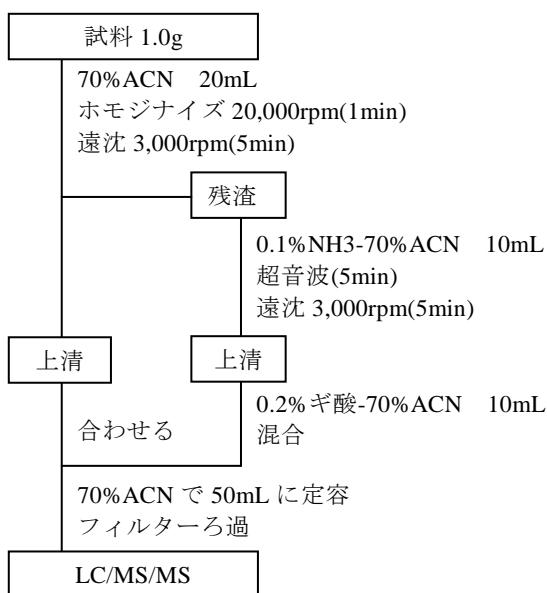 試料 1.0g
70%ACN　20mL
ホモジナイズ 20,000rpm(1min)
遠沈 3,000rpm(5min)
残渣
0.1%NH3-70%ACN　10mL
超音波(5min)
遠沈 3,000rpm(5min)
上清
上清
0.2%ギ酸-70%ACN　10mL
混合
合わせる
70%ACN で 50mL に定容
フィルターろ過
LC/MS/MS